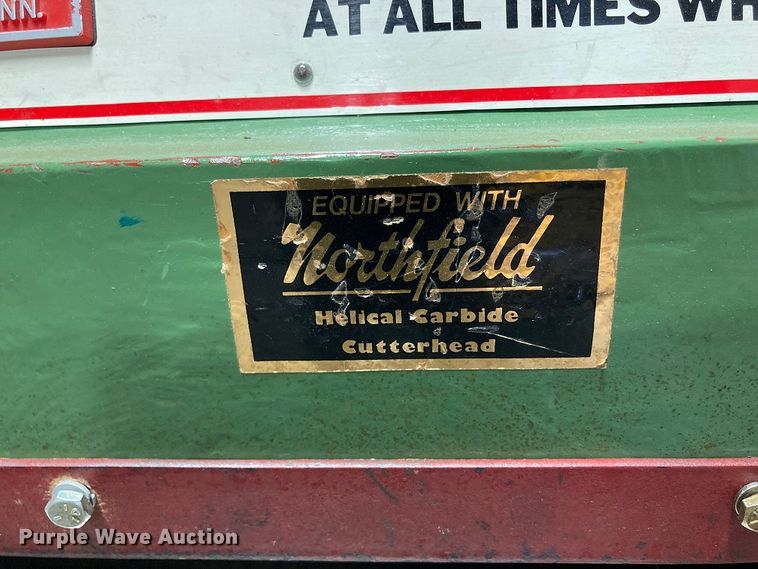 NN.
AT ALL TIMES WH
EQUIPPED WITH
Northfield
Helical Carbide
Cutterhead
Purple Wave Auction